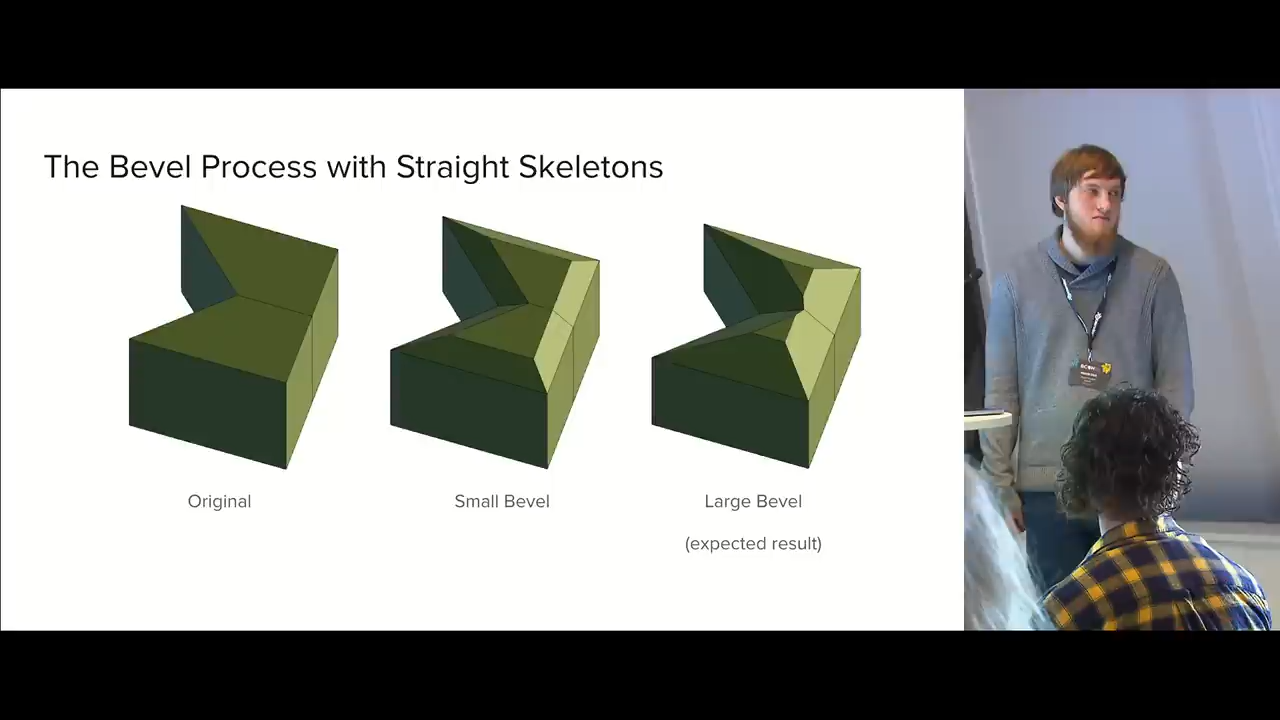 The Bevel Process with Straight Skeletons
Original
Small Bevel
Large Bevel
(expected result)